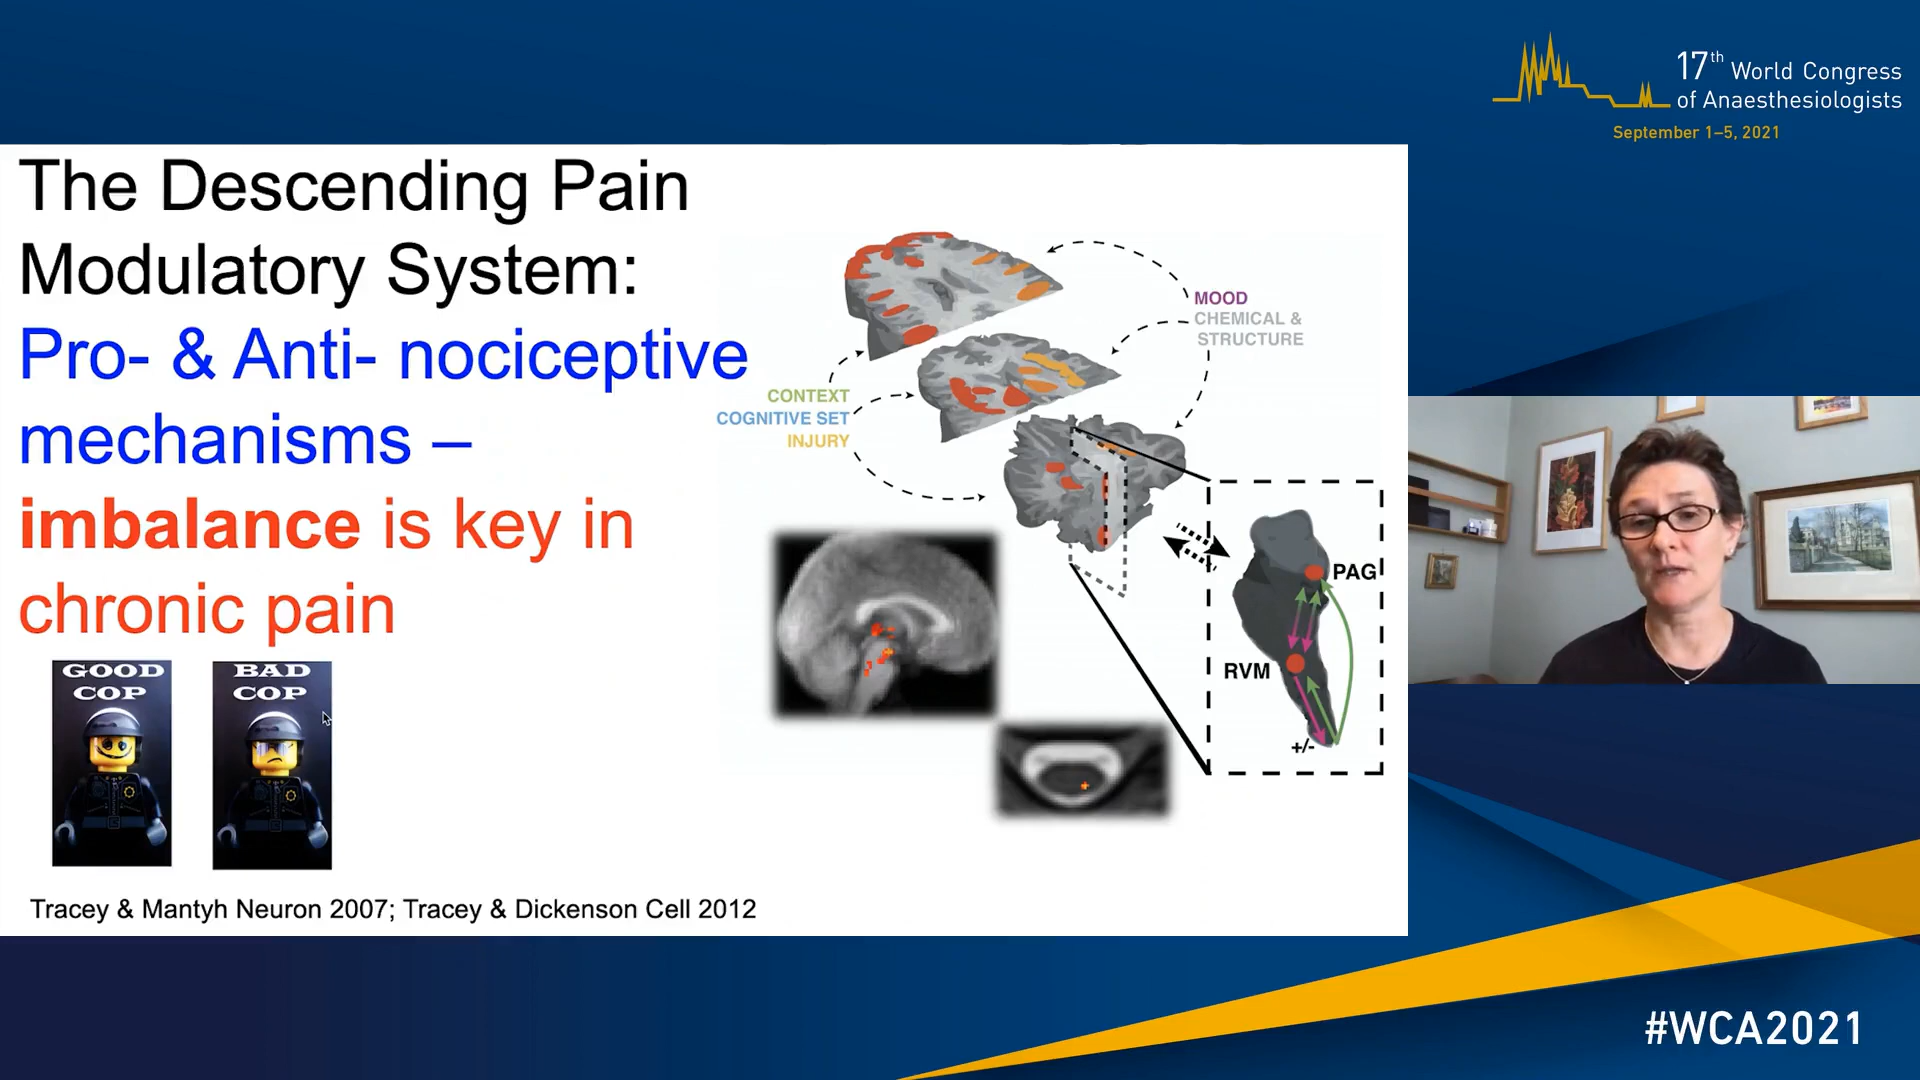 17th World Congress
of Anaesthesiologists
September 1–5, 2021
The Descending Pain
Modulatory System:
Pro- & Anti- nociceptive
mechanisms –
imbalance is key in
chronic pain
MOOD
CHEMICAL &
STRUCTURE
CONTEXT
COGNITIVE SET
INJURY
PAG
RVM
+/-
GOOD
COP
BAD
COP
Tracey & Mantyh Neuron 2007; Tracey & Dickenson Cell 2012
#WCA2021